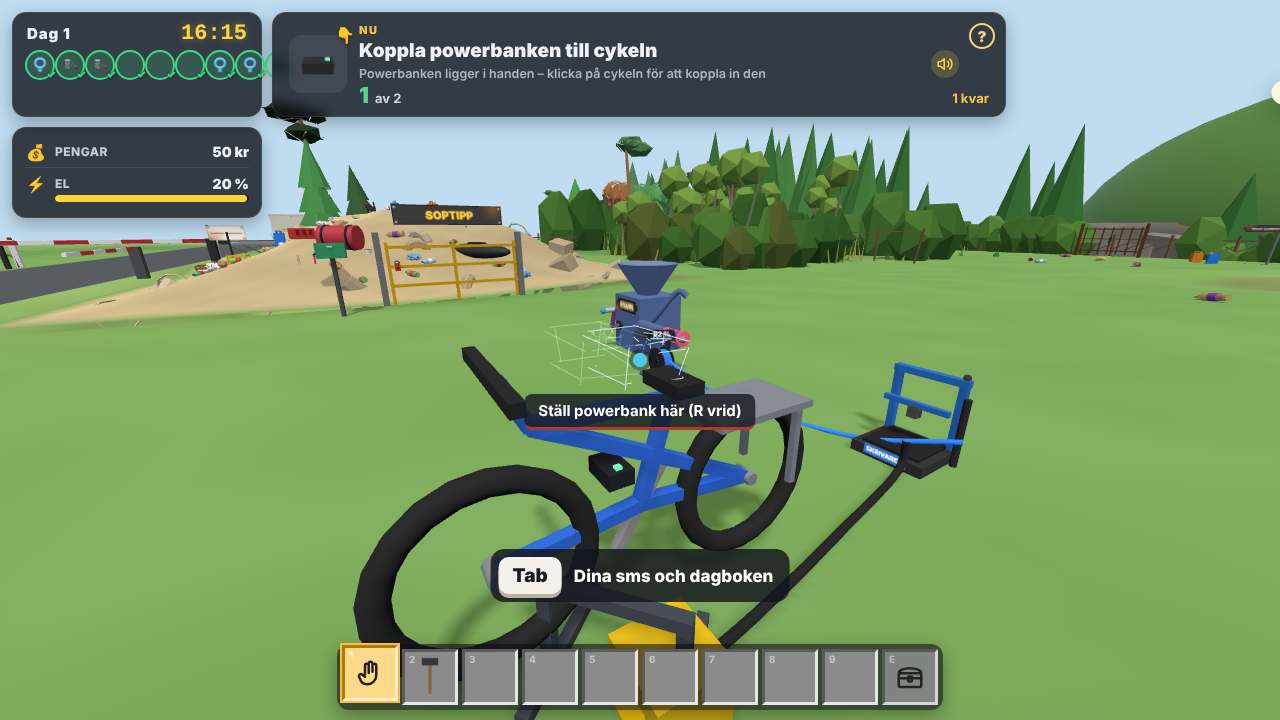 Dag 1
16:15
NU
Koppla powerbanken till cykeln
Powerbanken ligger i handen – klicka på cykeln för att koppla in den
1 av 2
1 kvar
?
PENGAR
50 kr
EL
20 %
SOPTIPP
Ställ powerbank här (R vrid)
Tab
Dina sms och dagboken
2
3
4
5
6
7
8
9
E